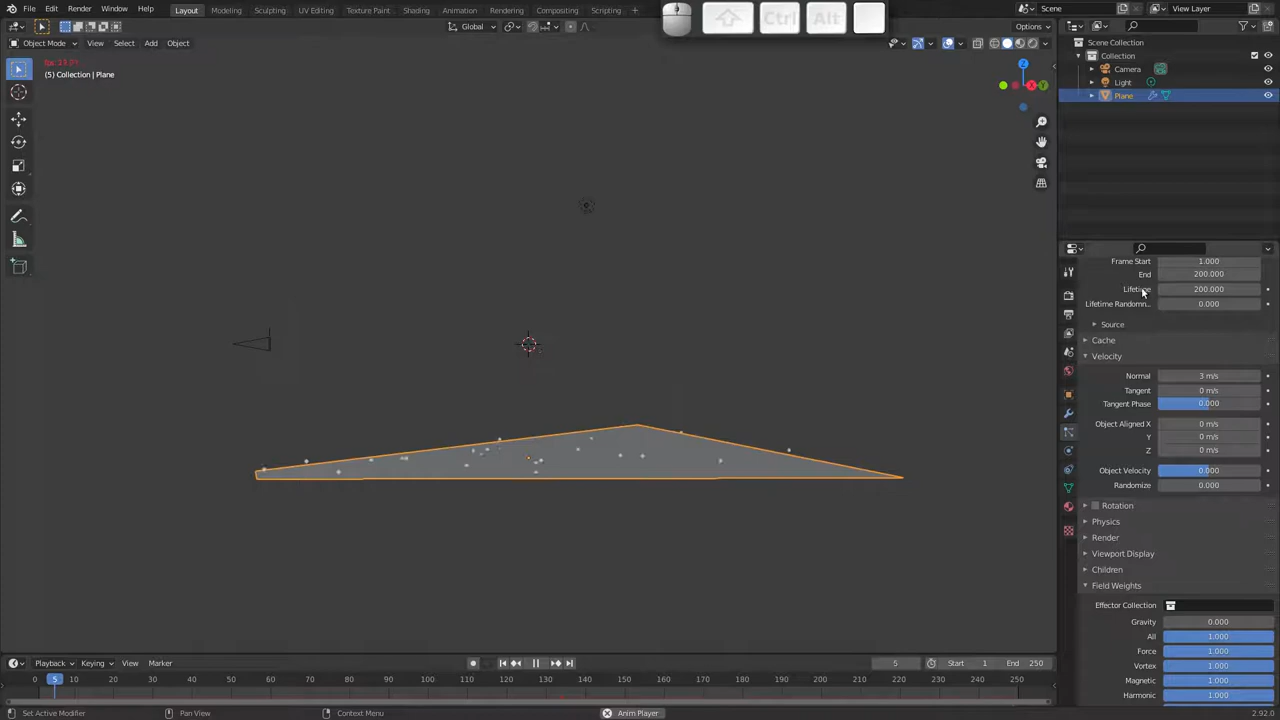 File Edit Render Window Help
Layout Modeling Sculpting UV Editing Texture Paint Shading Animation Rendering Compositing Scripting +
Scene
View Layer
Ctrl Alt
Global
Options
Object Mode View Select Add Object
(5) Collection | Plane
Z
X
Y
Scene Collection
Collection
Camera
Light
Plane
Frame Start 1.000
End 200.000
Lifetime 200.000
Lifetime Randomn.. 0.000
Source
Cache
Velocity
Normal 3 m/s
Tangent 0 m/s
Tangent Phase 0.000
Object Aligned X 0 m/s
Y 0 m/s
Z 0 m/s
Object Velocity 0.000
Randomize 0.000
Rotation
Physics
Render
Viewport Display
Children
Field Weights
Effector Collection
Gravity 0.000
All 1.000
Force 1.000
Vortex 1.000
Magnetic 1.000
Harmonic 1.000
Playback Keying View Marker
5 Start 1 End 250
0 5 10 20 30 40 50 60 70 80 90 100 110 120 130 140 150 160 170 180 190 200 210 220 230 240 250
Set Active Modifier Pan View Context Menu Anim Player 2.92.0